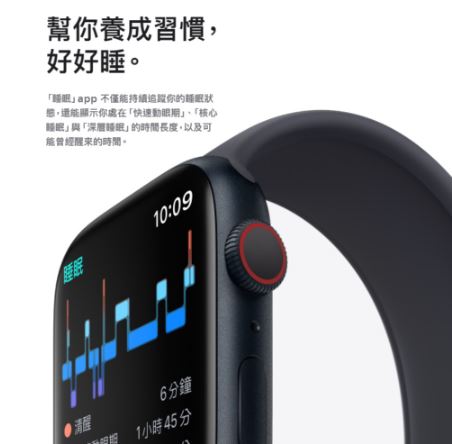 幫你養成習慣，
好好睡。
「睡眠」app 不僅能持續追蹤你的睡眠狀
態，還能顯示你處在「快速動眼期」、「核心
睡眠」與「深層睡眠」的時間長度，以及可
能曾經醒來的時間。
10:09
睡眠
6 分鐘
清醒
1 小時 45 分
動眼期
分